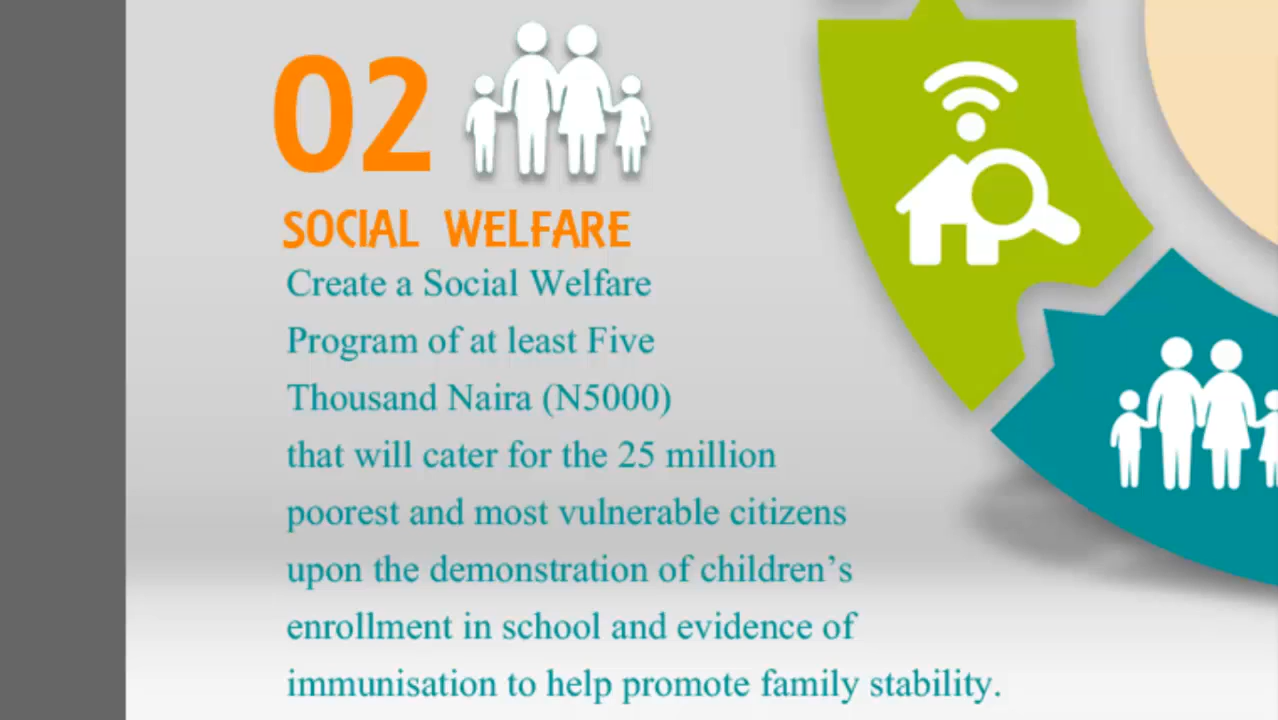 02
SOCIAL WELFARE
Create a Social Welfare
Program of at least Five
Thousand Naira (N5000)
that will cater for the 25 million
poorest and most vulnerable citizens
upon the demonstration of children’s
enrollment in school and evidence of
immunisation to help promote family stability.